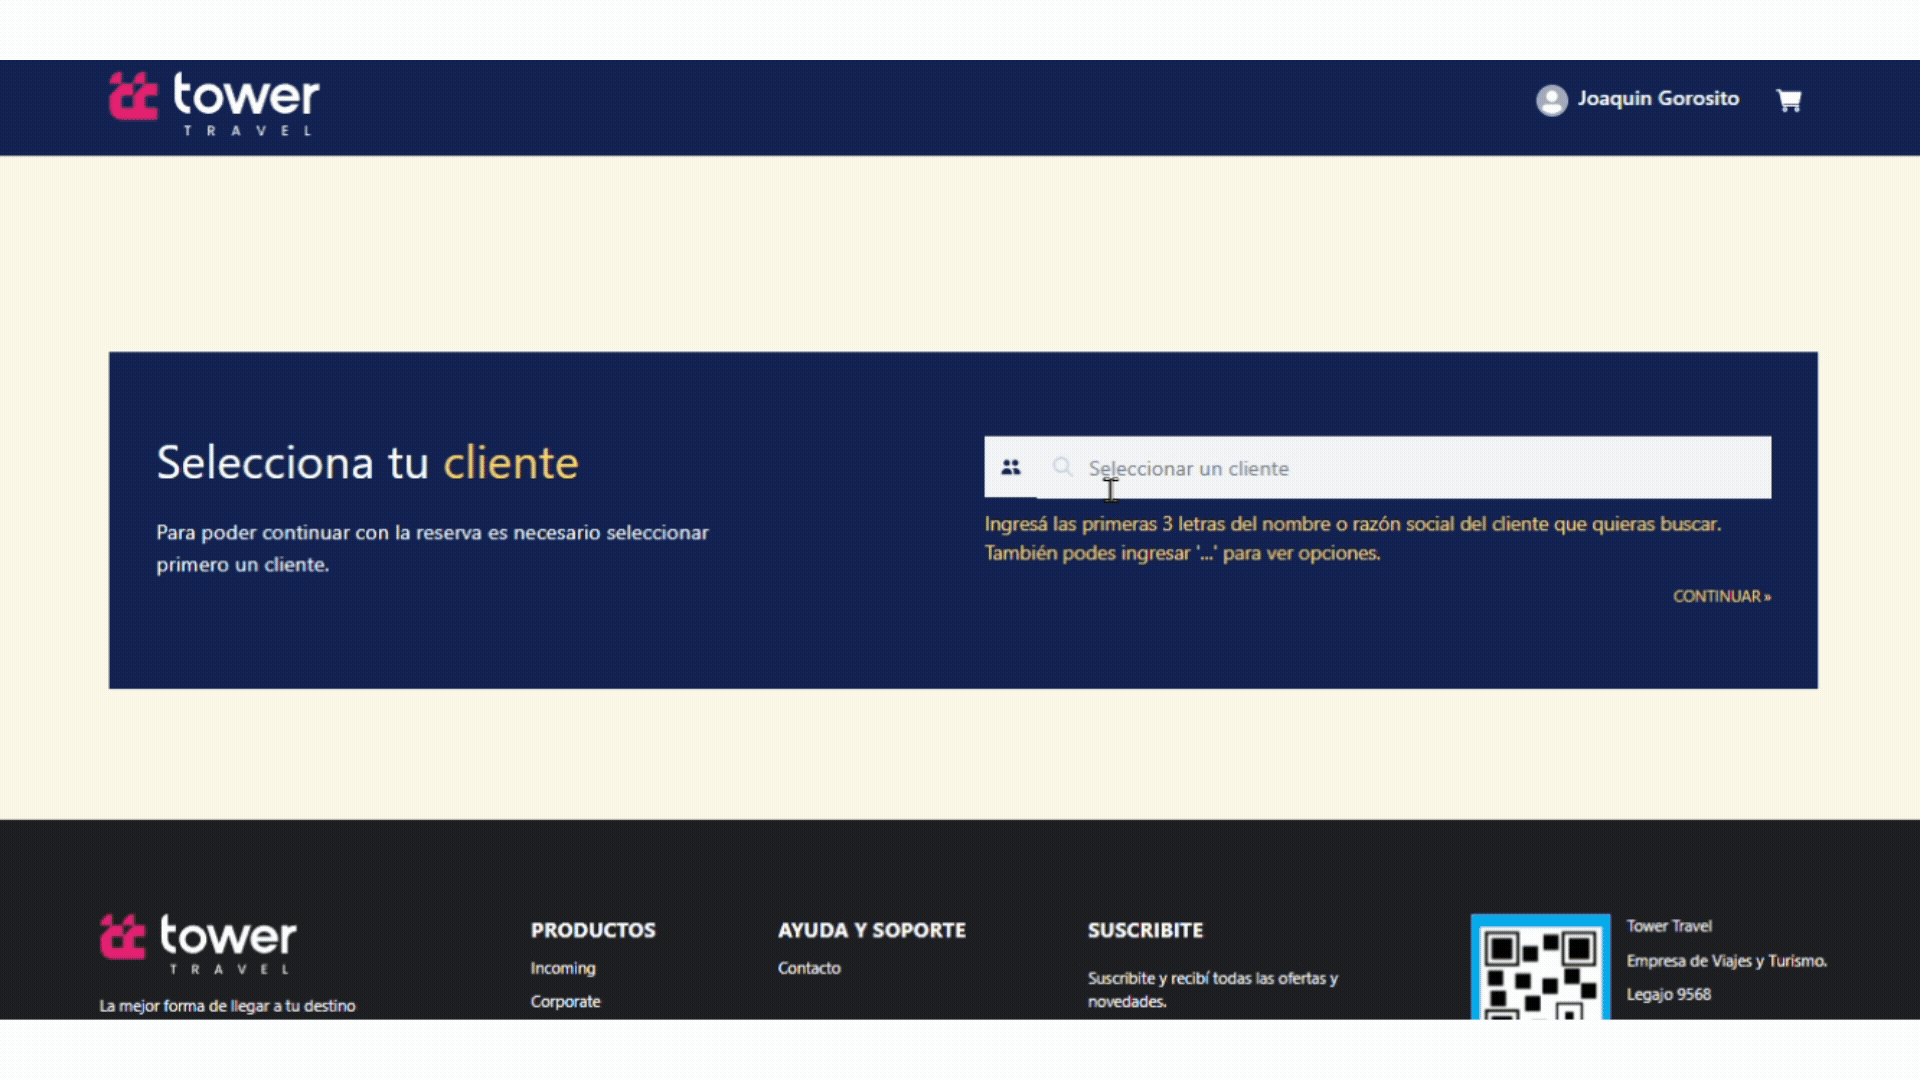 tower
TRAVEL
Joaquin Gorosito
Selecciona tu cliente
Para poder continuar con la reserva es necesario seleccionar
primero un cliente.
Seleccionar un cliente
Ingresá las primeras 3 letras del nombre o razón social del cliente que quieras buscar.
También podes ingresar '...' para ver opciones.
CONTINUAR »
tower
TRAVEL
La mejor forma de llegar a tu destino
PRODUCTOS
Incoming
Corporate
AYUDA Y SOPORTE
Contacto
SUSCRIBITE
Suscribite y recibí todas las ofertas y
novedades.
Tower Travel
Empresa de Viajes y Turismo.
Legajo 9568